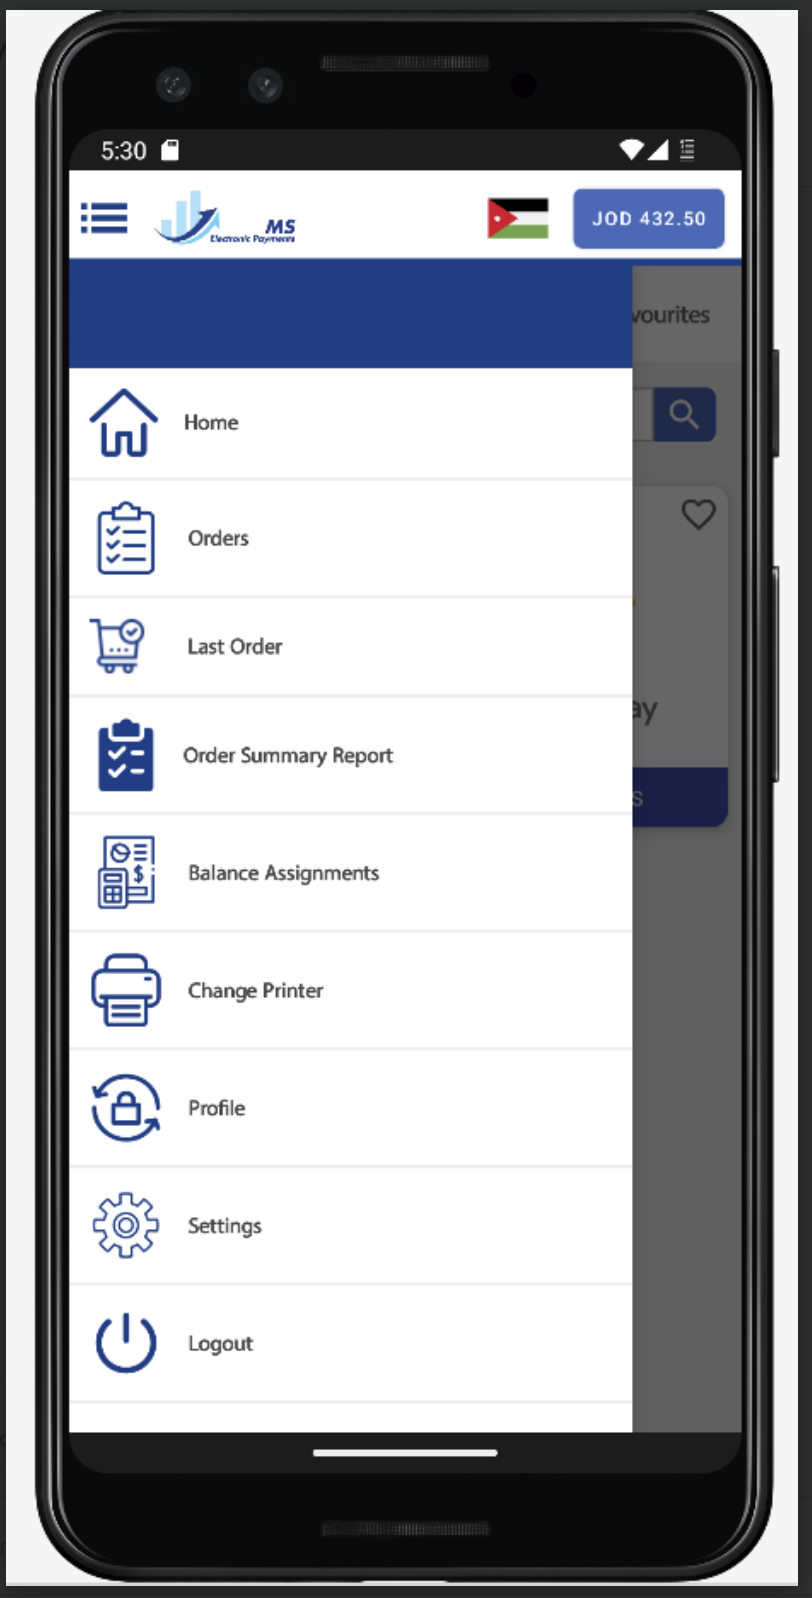 5:30
MS
Electronic Payments
JOD 432.50
vourites
Home
Orders
Last Order
ay
Order Summary Report
S
Balance Assignments
Change Printer
Profile
Settings
Logout